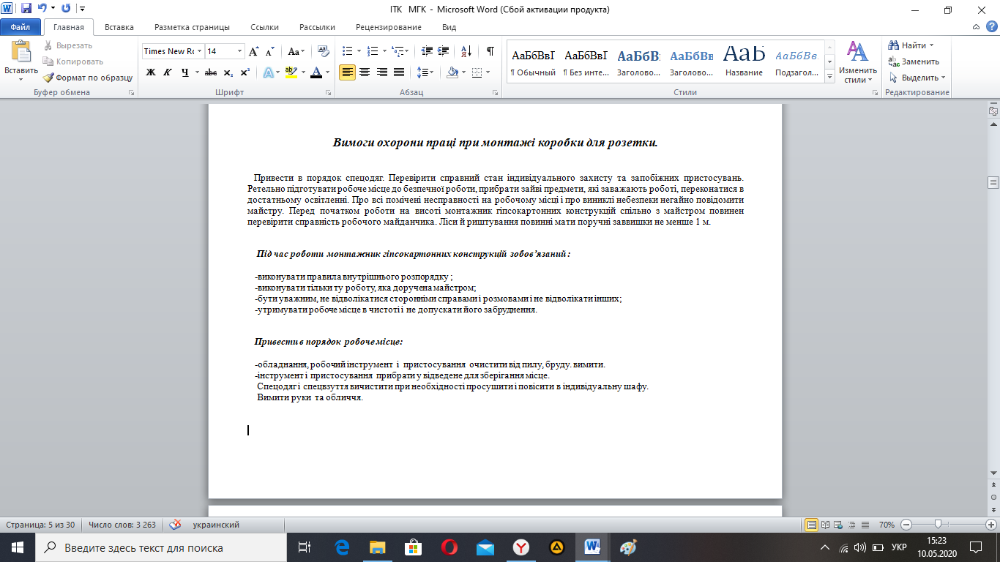 ІТК МГК - Microsoft Word (Сбой активации продукта)
Файл Главная Вставка Разметка страницы Ссылки Рассылки Рецензирование Вид
Вставить
Вырезать
Копировать
Формат по образцу
Буфер обмена
Times New Ro 14
Шрифт
Абзац
АаБбВвГ АаБбВвГ АаБбВ АаБбВв АаБ АаБбВв.
¶ Обычный ¶ Без инте... Заголово... Заголово... Название Подзагол...
Стили
Изменить стили
Найти
Заменить
Выделить
Редактирование
Вимоги охорони праці при монтажі коробки для розетки.
Привести в порядок спецодяг. Перевірити справний стан індивідуального захисту та запобіжних пристосувань.
Ретельно підготувати робоче місце до безпечної роботи, прибрати зайві предмети, які заважають роботі, переконатися в
достатньому освітленні. Про всі помічені несправності на робочому місці і про виниклі небезпеки негайно повідомити
майстру. Перед початком роботи на висоті монтажник гіпсокартонних конструкцій спільно з майстром повинен
перевірити справність робочого майданчика. Ліси й риштування повинні мати поручні заввишки не менше 1 м.
Під час роботи монтажник гіпсокартонних конструкцій зобов’язаний :
-виконувати правила внутрішнього розпорядку ;
-виконувати тільки ту роботу, яка доручена майстром;
-бути уважним, не відволікатися сторонніми справами і розмовами і не відволікати інших;
-утримувати робоче місце в чистоті і не допускати його забруднення.
Привести в порядок робоче місце:
-обладнання, робочий інструмент і пристосування очистити від пилу, бруду. вимити.
-інструмент і пристосування прибрати у відведене для зберігання місце.
Спецодяг і спецвзуття вичистити при необхідності просушити і повісити в індивідуальну шафу.
Вимити руки та обличчя.
Страница: 5 из 30 Число слов: 3 263 украинский 70%
Введите здесь текст для поиска
УКР
15:23
10.05.2020